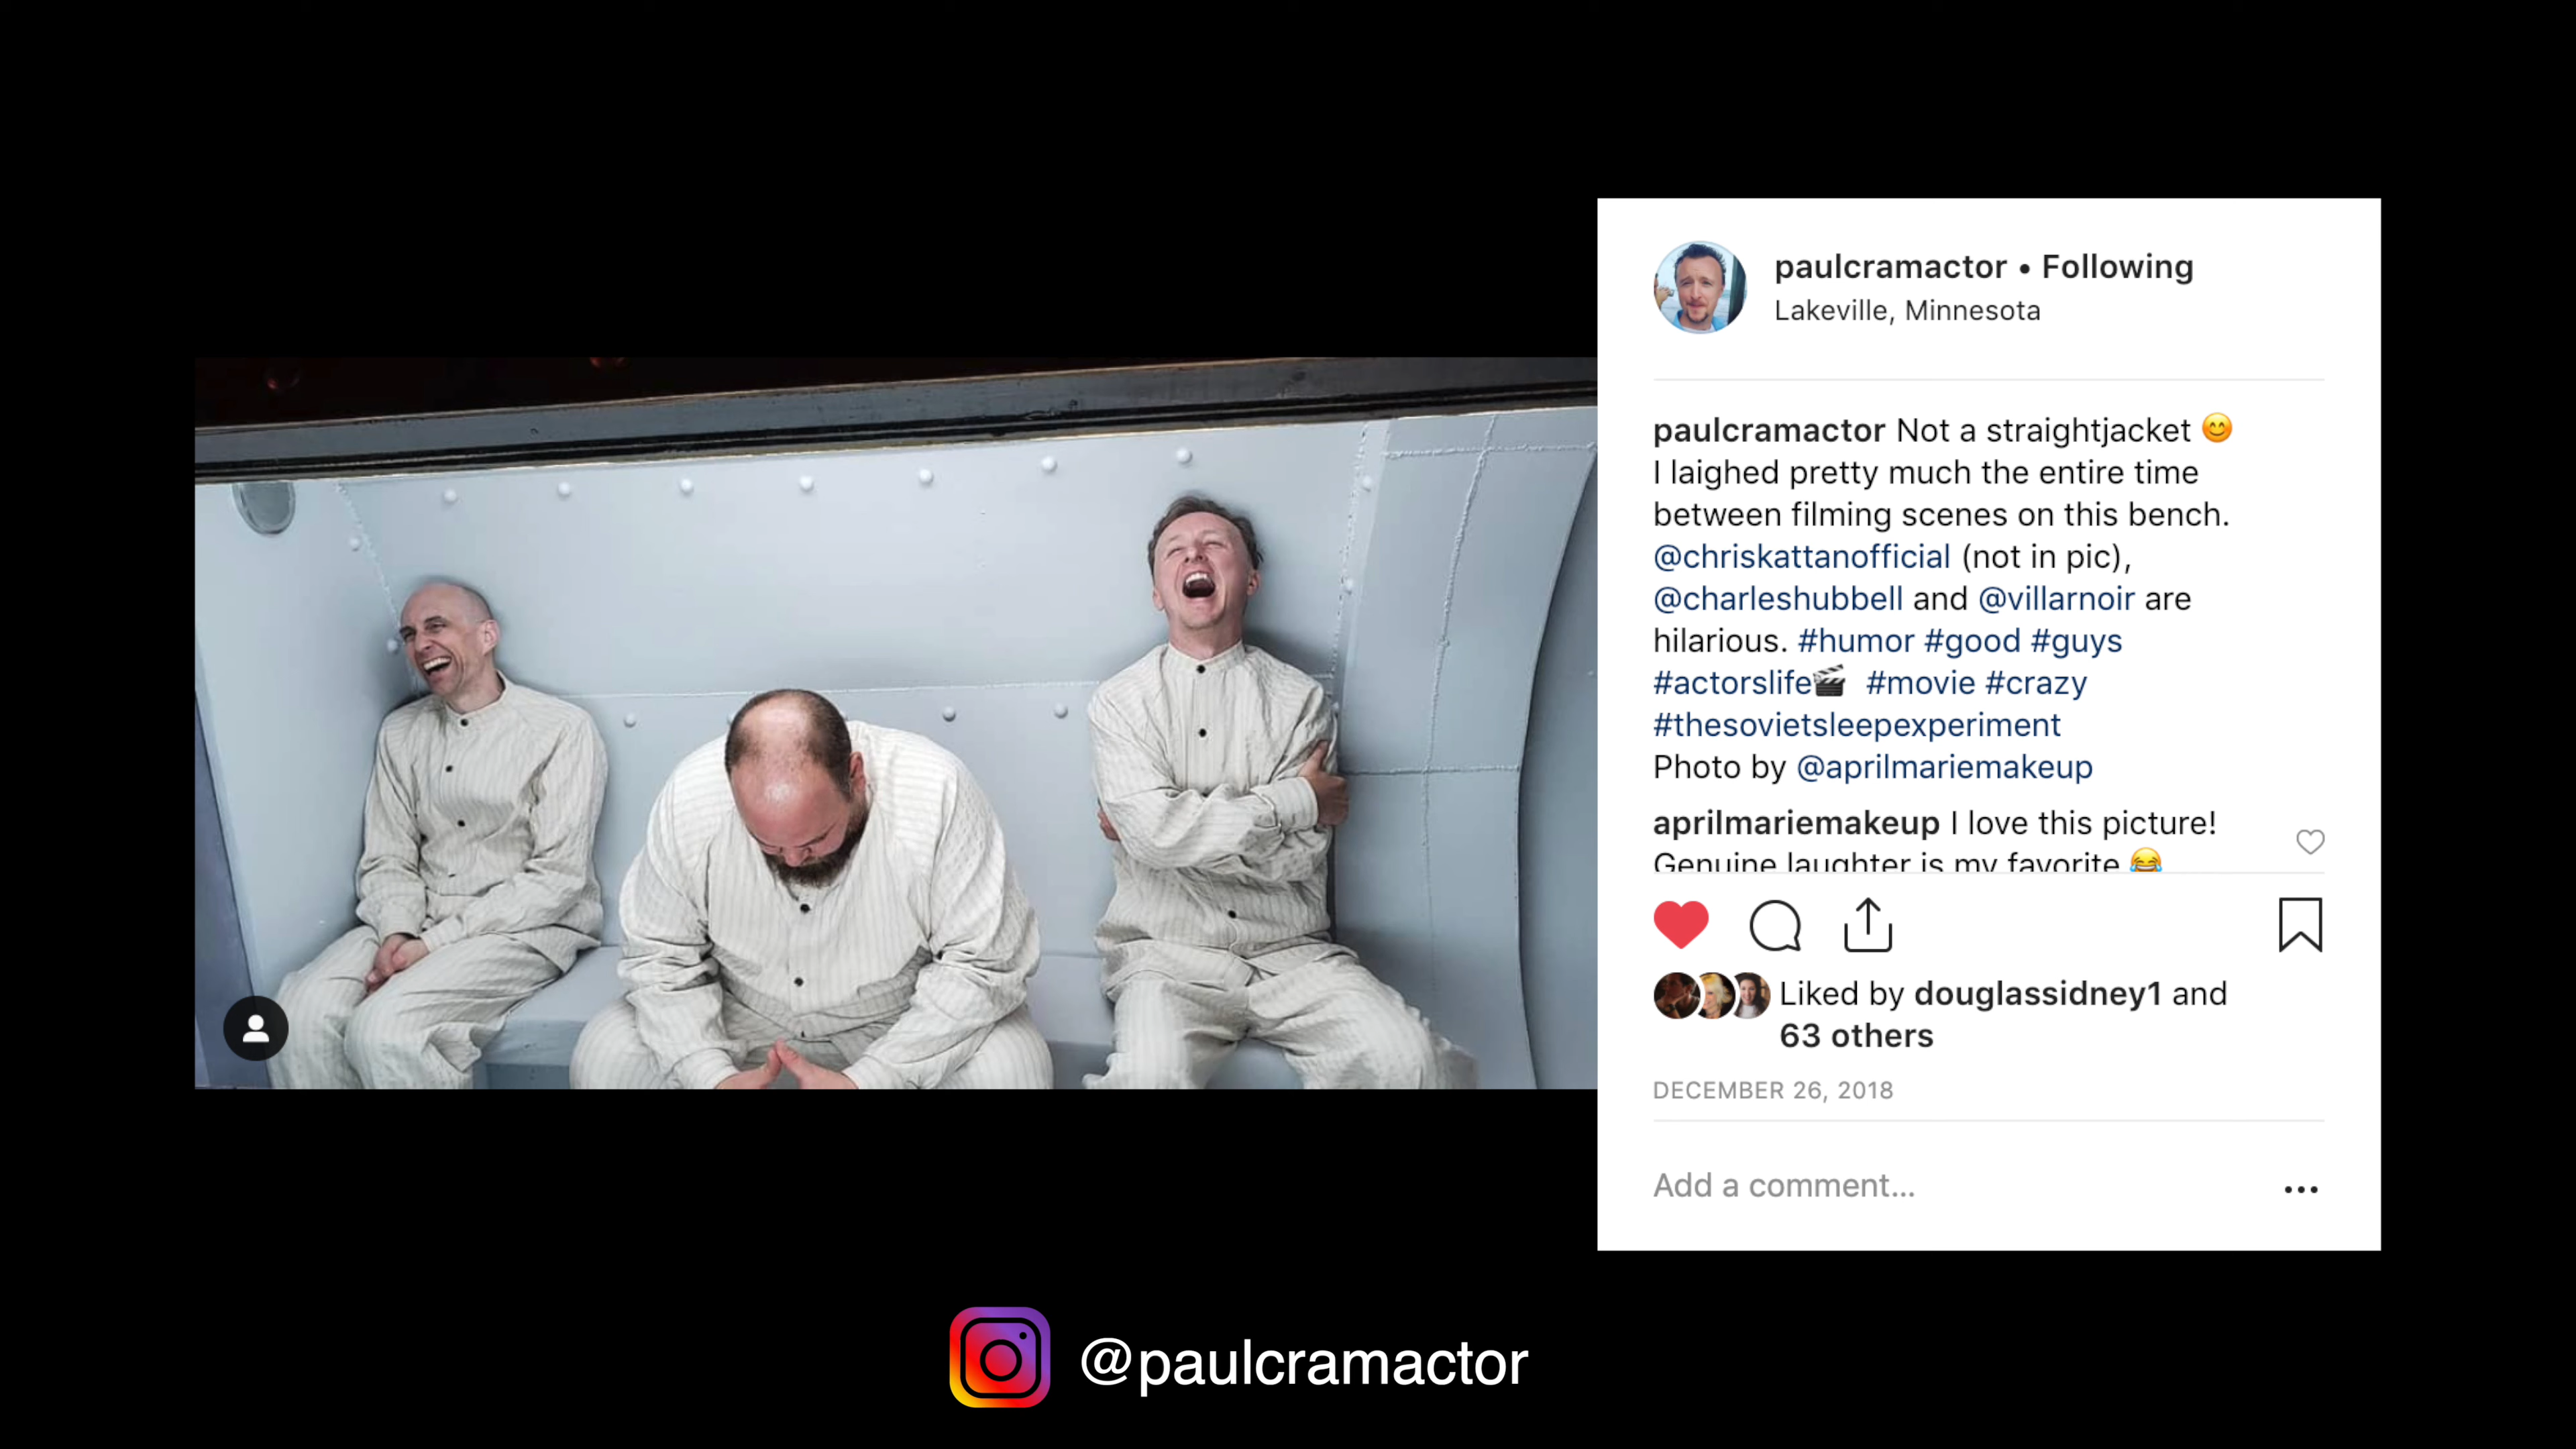 paulcramactor • Following
Lakeville, Minnesota
paulcramactor Not a straightjacket 😊
I laighed pretty much the entire time
between filming scenes on this bench.
@chriskattanofficial (not in pic),
@charleshubbell and @villarnoir are
hilarious. #humor #good #guys
#actorslife🎬 #movie #crazy
#thesovietsleepexperiment
Photo by @aprilmariemakeup
aprilmariemakeup I love this picture!
Genuine laughter is my favorite 😂
Liked by douglassidney1 and
63 others
DECEMBER 26, 2018
Add a comment...
@paulcramactor